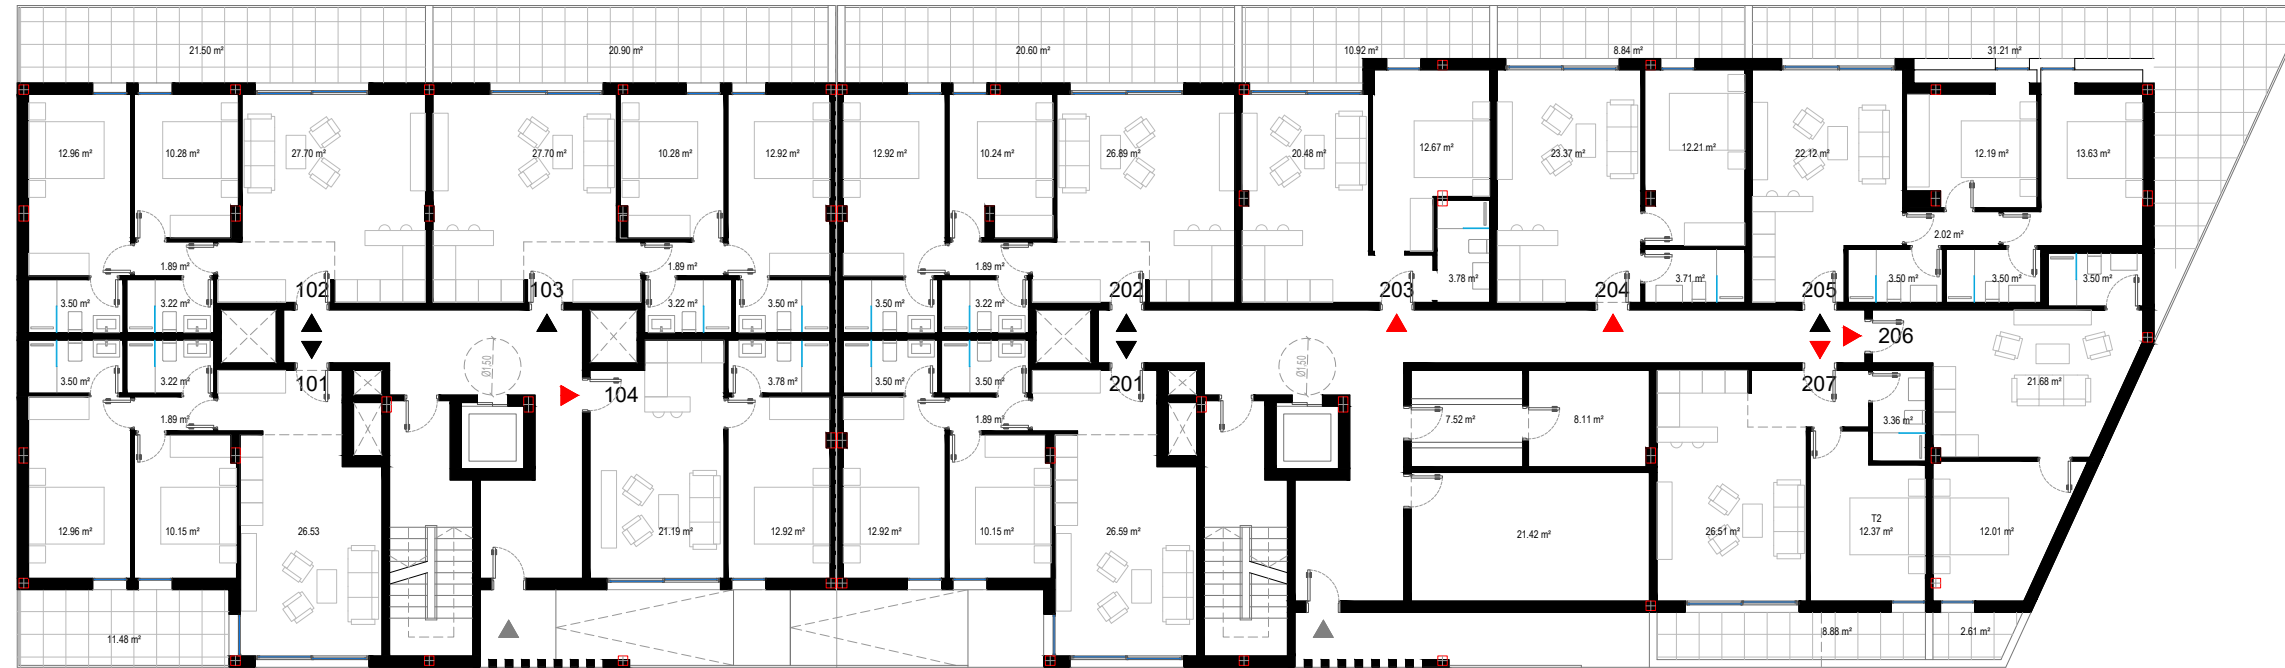 21.50 m²
20.90 m²
20.60 m²
10.92 m²
8.84 m²
31.21 m²
12.96 m²
10.28 m²
27.70 m²
27.70 m²
10.28 m²
12.92 m²
12.92 m²
10.24 m²
26.89 m²
20.48 m²
12.67 m²
23.37 m²
12.21 m²
22.12 m²
12.19 m²
13.63 m²
2.02 m²
1.89 m²
1.89 m²
1.89 m²
3.78 m²
3.71 m²
3.50 m²
3.50 m²
3.50 m²
102
103
202
203
204
205
3.50 m²
3.22 m²
3.22 m²
3.50 m²
3.50 m²
3.22 m²
206
Ø1.50
Ø1.50
3.50 m²
3.22 m²
101
104
3.78 m²
3.50 m²
3.50 m²
201
207
21.68 m²
1.89 m²
1.89 m²
7.52 m²
8.11 m²
3.36 m²
12.96 m²
10.15 m²
26.53
21.19 m²
12.92 m²
12.92 m²
10.15 m²
26.59 m²
21.42 m²
26.51 m²
T2
12.37 m²
12.01 m²
11.48 m²
8.88 m²
2.61 m²